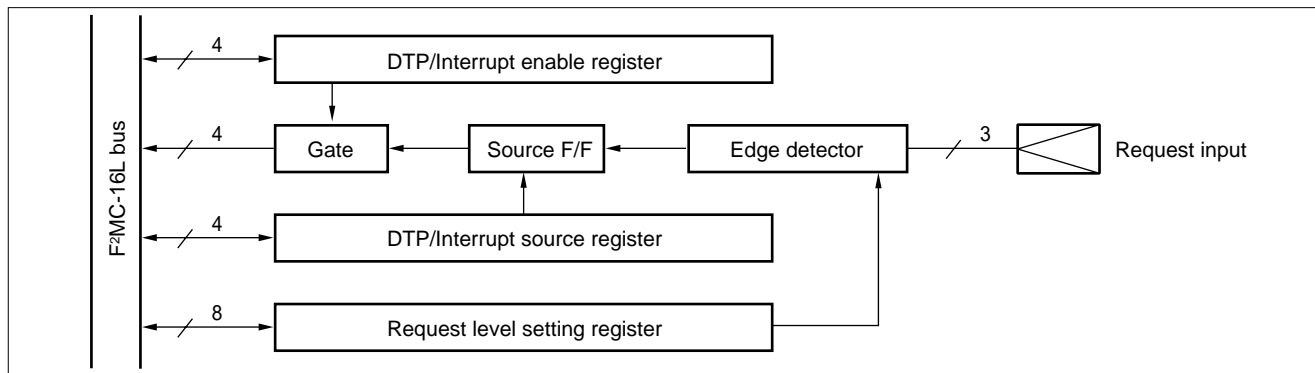 F²MC-16L bus
4
DTP/Interrupt enable register
4
Gate
Source F/F
Edge detector
3
Request input
4
DTP/Interrupt source register
8
Request level setting register